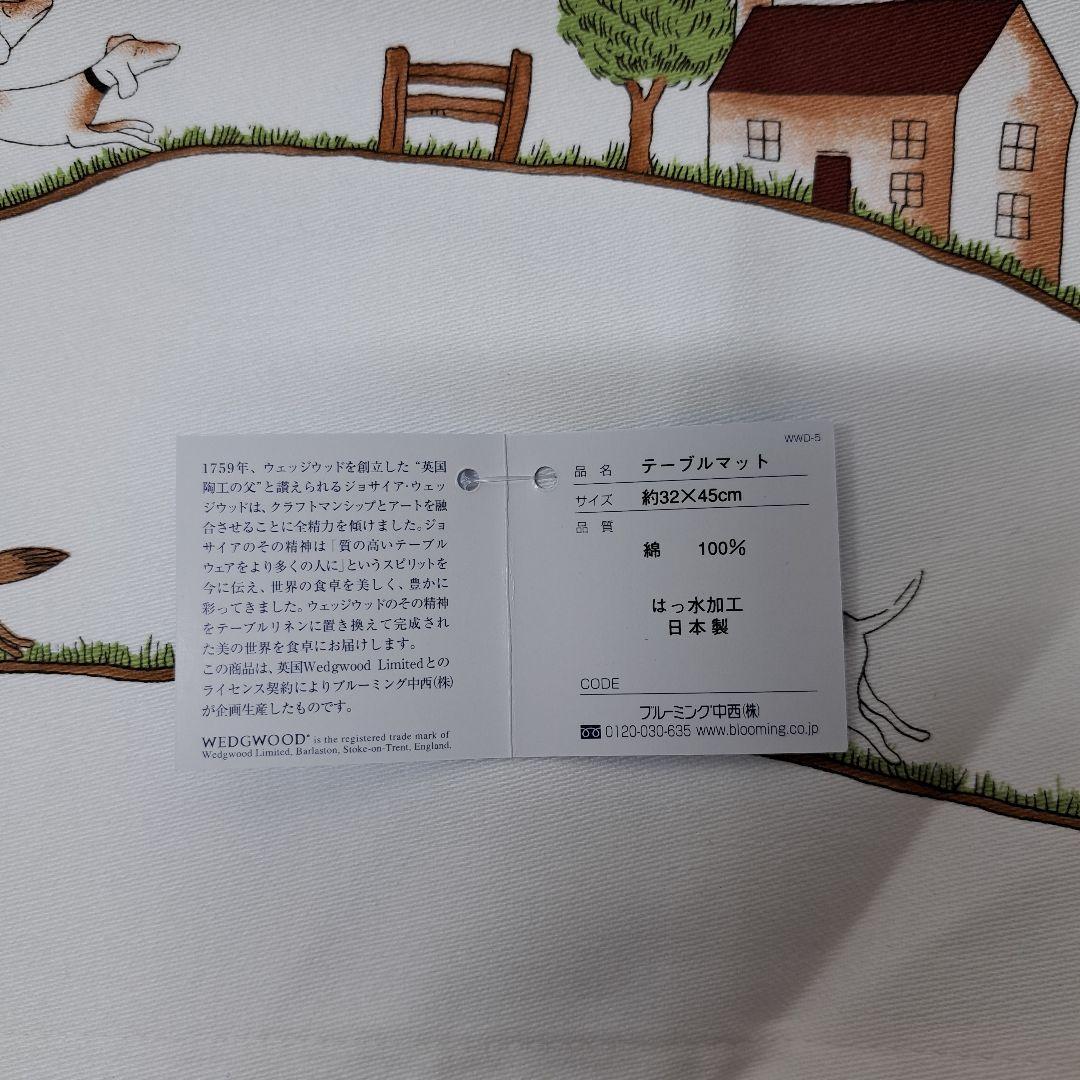 1759年、ウェッジウッドを創立した“英国
陶工の父”と讃えられるジョサイア・ウェッ
ジウッドは、クラフトマンシップとアートを融
合させることに全精力を傾けました。ジョ
サイアのその精神は「質の高いテーブル
ウェアをより多くの人に」というスピリットを
今に伝え、世界の食卓を美しく、豊かに
彩ってきました。ウェッジウッドのその精神
をテーブルリネンに置き換えて完成され
た美の世界を食卓にお届けします。
この商品は、英国Wedgwood Limitedとの
ライセンス契約によりブルーミング中西(株)
が企画生産したものです。
WEDGWOOD® is the registered trade mark of
Wedgwood Limited, Barlaston, Stoke-on-Trent, England.
WWD-5
品名 テーブルマット
サイズ 約32×45cm
品質
綿 100%
はっ水加工
日本製
CODE
ブルーミング中西(株)
0120-030-635 www.blooming.co.jp